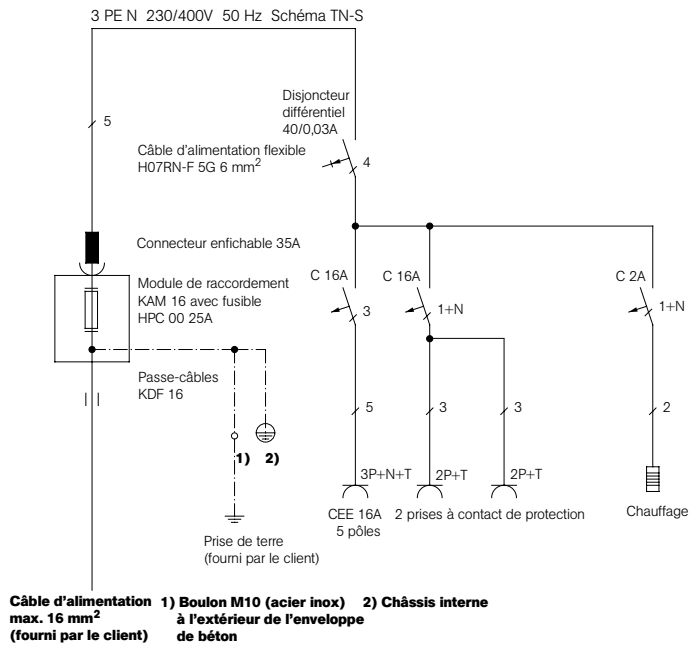 3 PE N 230/400V 50 Hz Schéma TN-S
Disjoncteur
différentiel
40/0,03A
5
Câble d'alimentation flexible
H07RN-F 5G 6 mm²
4
Connecteur enfichable 35A
C 16A
C 16A
C 2A
Module de raccordement
KAM 16 avec fusible
HPC 00 25A
3
1+N
1+N
Passe-câbles
KDF 16
5
3
3
2
1)
2)
3P+N+T
2P+T
2P+T
CEE 16A
5 pôles
2 prises à contact de protection
Chauffage
Prise de terre
(fourni par le client)
Câble d'alimentation
max. 16 mm²
(fourni par le client)
1) Boulon M10 (acier inox)
à l'extérieur de l'enveloppe
de béton
2) Châssis interne